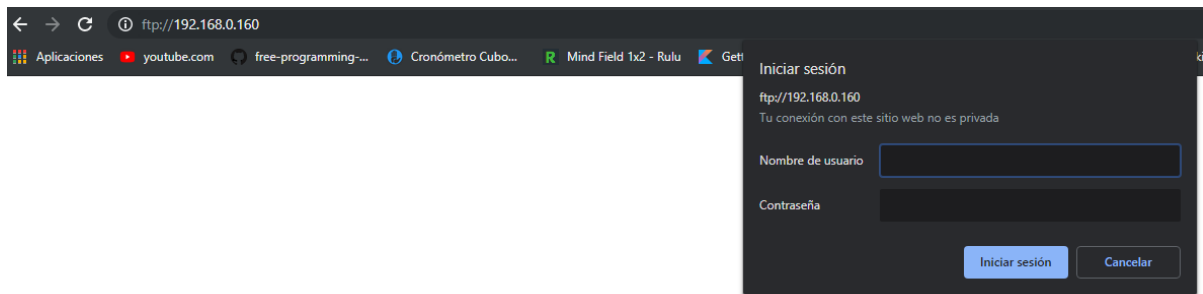 ftp://192.168.0.160
Aplicaciones youtube.com free-programming-... Cronómetro Cubo... R Mind Field 1x2 - Rulu Gett
Iniciar sesión
ftp://192.168.0.160
Tu conexión con este sitio web no es privada
Nombre de usuario
Contraseña
Iniciar sesión Cancelar